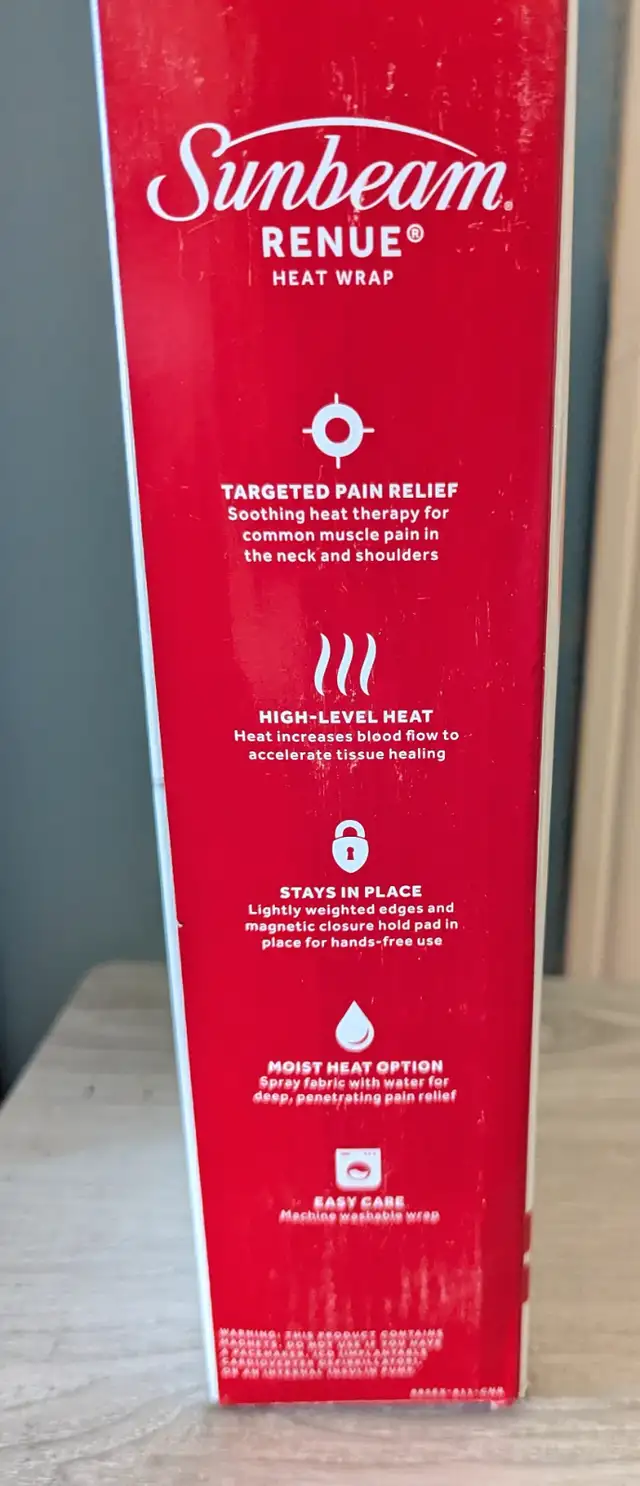 Sunbeam.
RENUE®
HEAT WRAP
TARGETED PAIN RELIEF
Soothing heat therapy for
common muscle pain in
the neck and shoulders
HIGH-LEVEL HEAT
Heat increases blood flow to
accelerate tissue healing
STAYS IN PLACE
Lightly weighted edges and
magnetic closure hold pad in
place for hands-free use
MOIST HEAT OPTION
Spray fabric with water for
deep, penetrating pain relief
EASY CARE
Machine washable wrap
WARNING: THIS PRODUCT CONTAINS
MAGNETS. DO NOT USE IF YOU HAVE
A PACEMAKER, ICD (IMPLANTABLE
CARDIOVERTER DEFIBRILLATOR),
OR AN INTERNAL INSULIN PUMP.